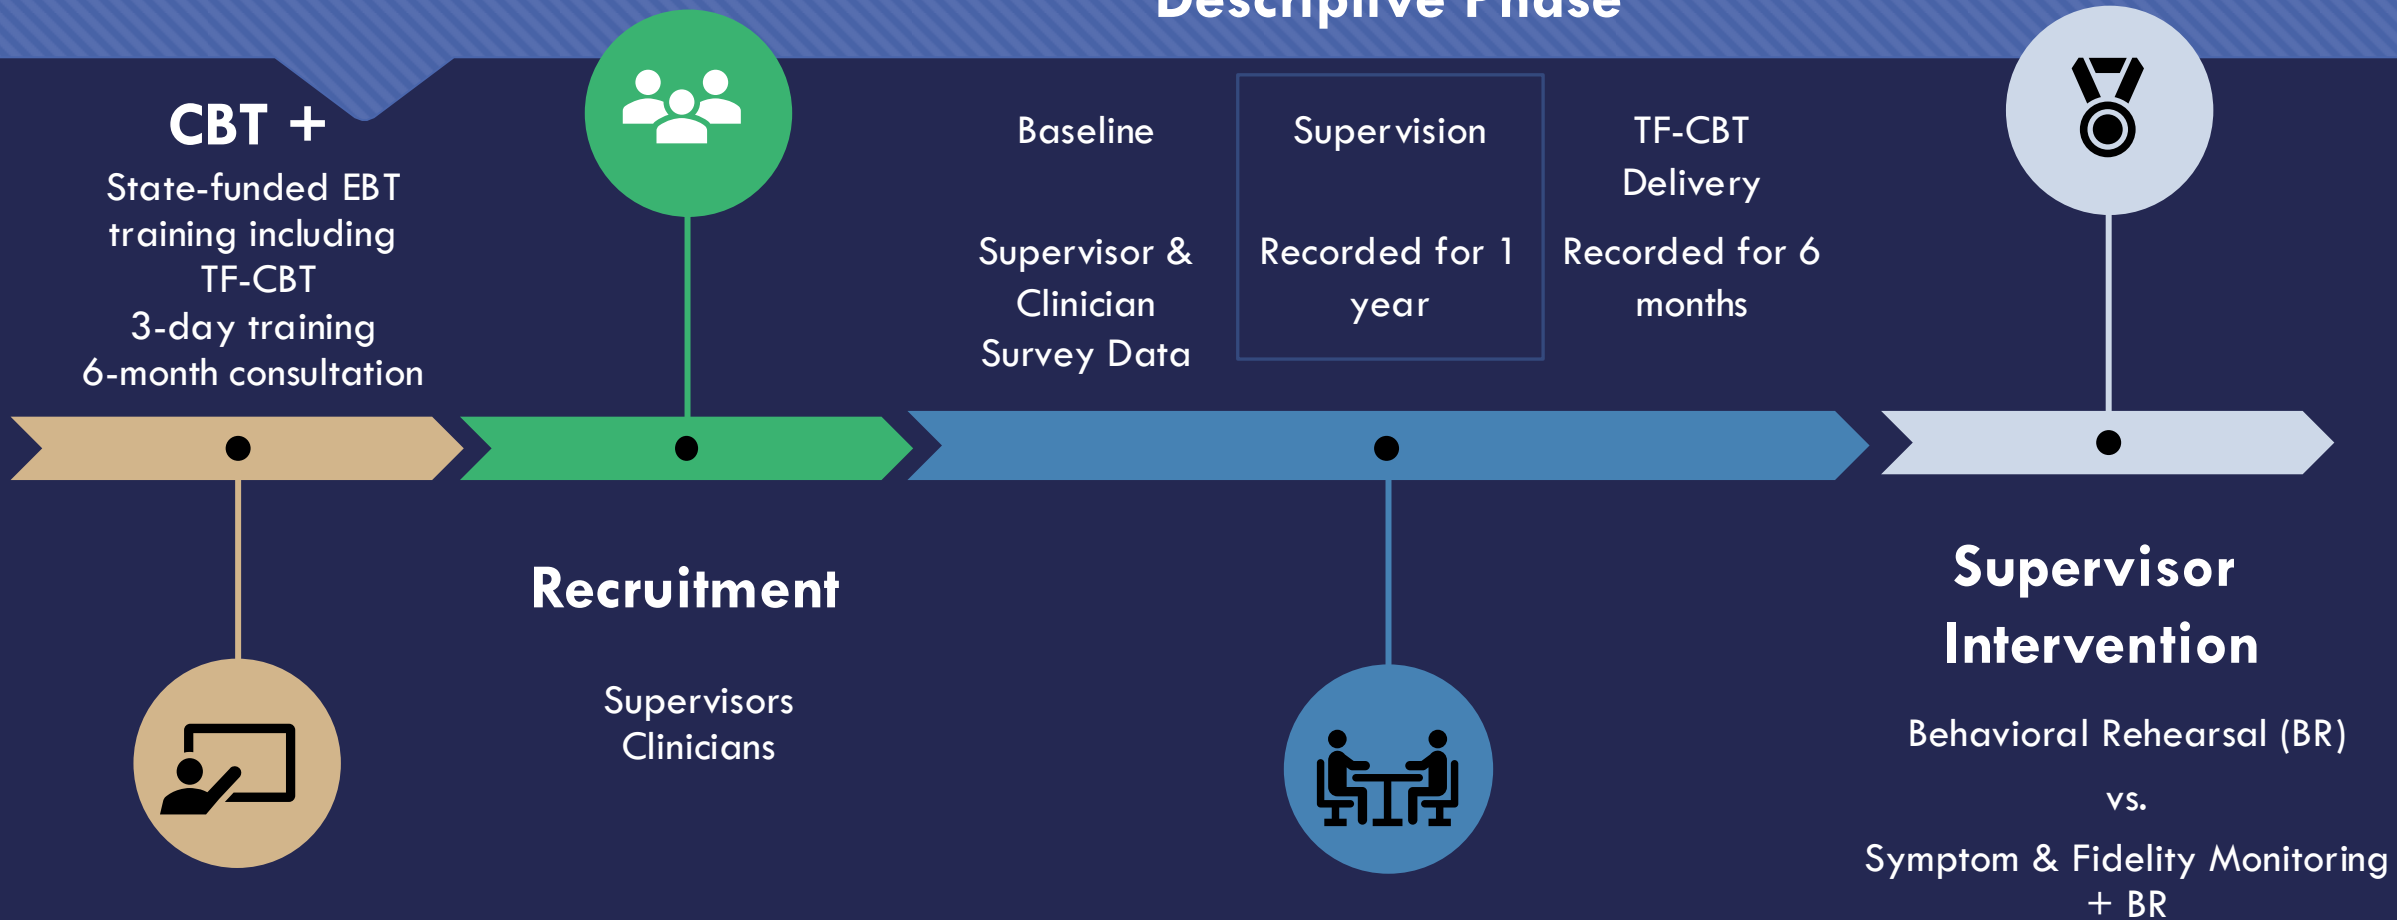 Descriptive Phase
CBT +
State-funded EBT
training including
TF-CBT
3-day training
6-month consultation
Recruitment
Supervisors
Clinicians
Baseline
Supervisor &
Clinician
Survey Data
Supervision
Recorded for 1
year
TF-CBT
Delivery
Recorded for 6
months
Supervisor
Intervention
Behavioral Rehearsal (BR)
vs.
Symptom & Fidelity Monitoring
+ BR